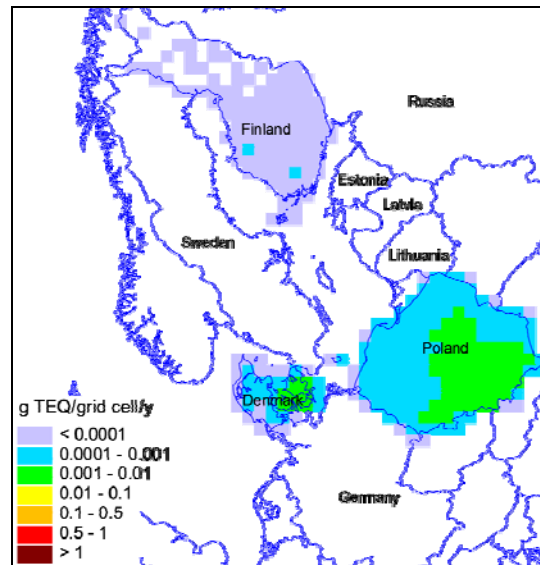 Russia
Finland
Estonia
Latvia
Sweden
Lithuania
Poland
Denmark
g TEQ/grid cell/y
< 0.0001
0.0001 - 0.001
0.001 - 0.01
0.01 - 0.1
0.1 - 0.5
0.5 - 1
> 1
Germany